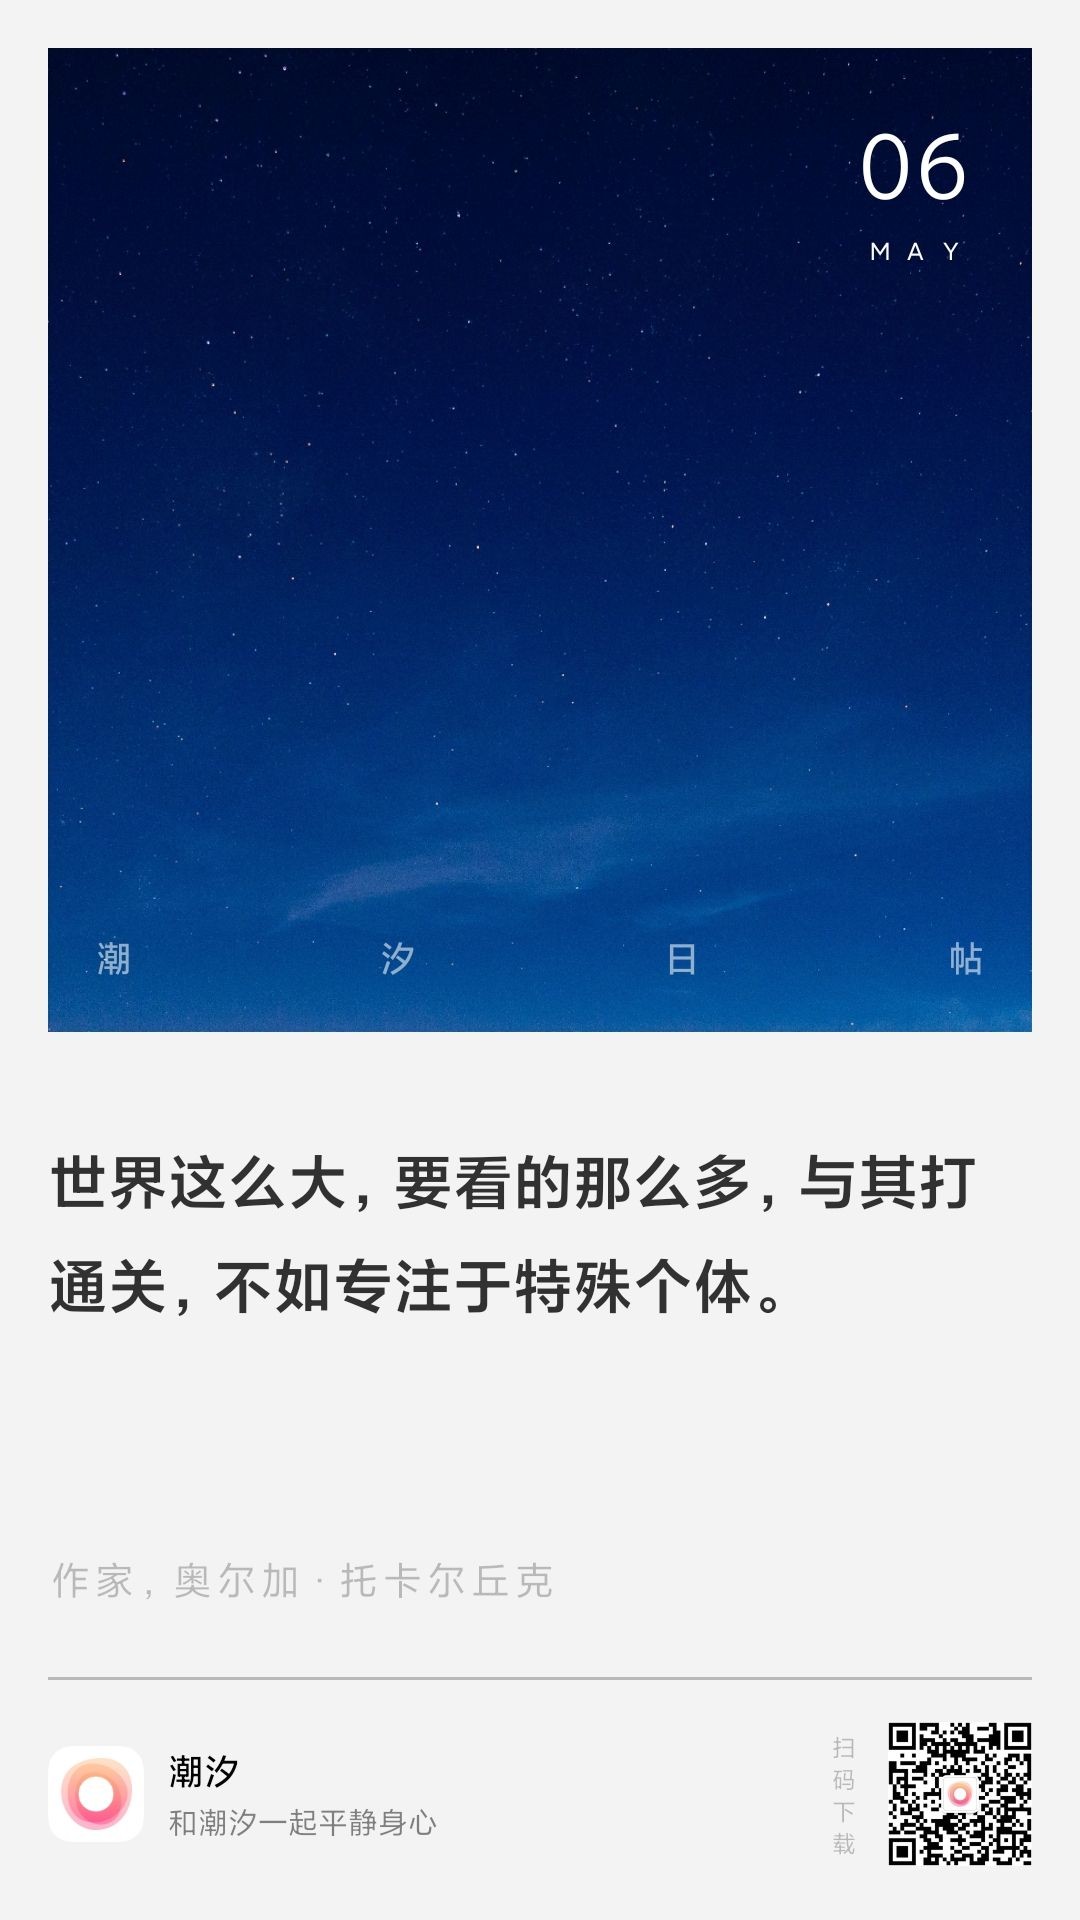 06
MAY
潮汐日帖
世界这么大，要看的那么多，与其打
通关，不如专注于特殊个体。
作家，奥尔加·托卡尔丘克
潮汐
和潮汐一起平静身心
扫码下载